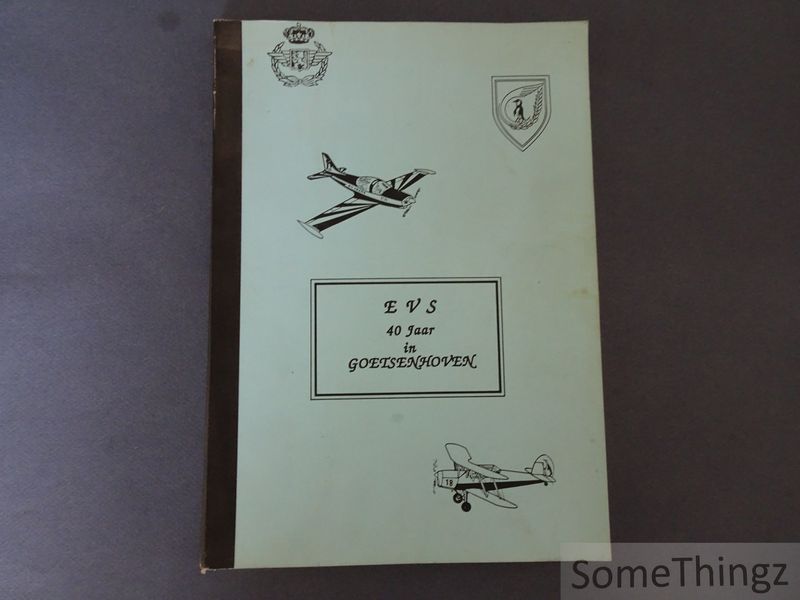 E V S
40 Jaar
in
GOETSENHOVEN
18
SomeThingz